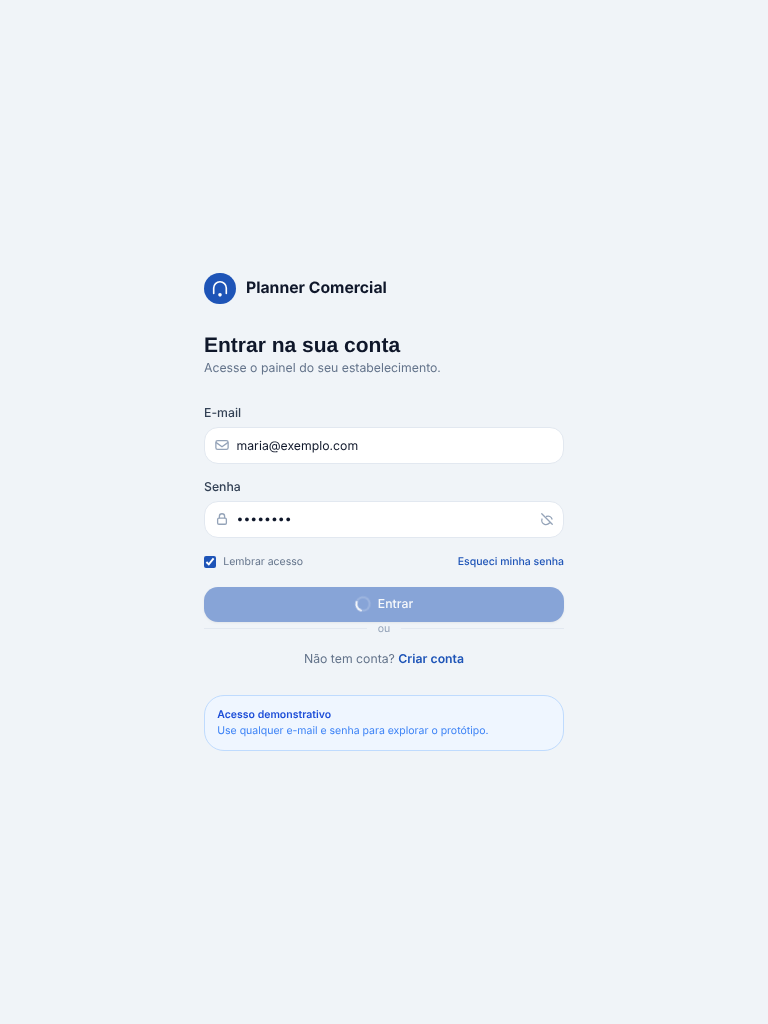 Planner Comercial
Entrar na sua conta
Acesse o painel do seu estabelecimento.
E-mail
maria@exemplo.com
Senha
••••••••
Lembrar acesso
Esqueci minha senha
Entrar
ou
Não tem conta? Criar conta
Acesso demonstrativo
Use qualquer e-mail e senha para explorar o protótipo.